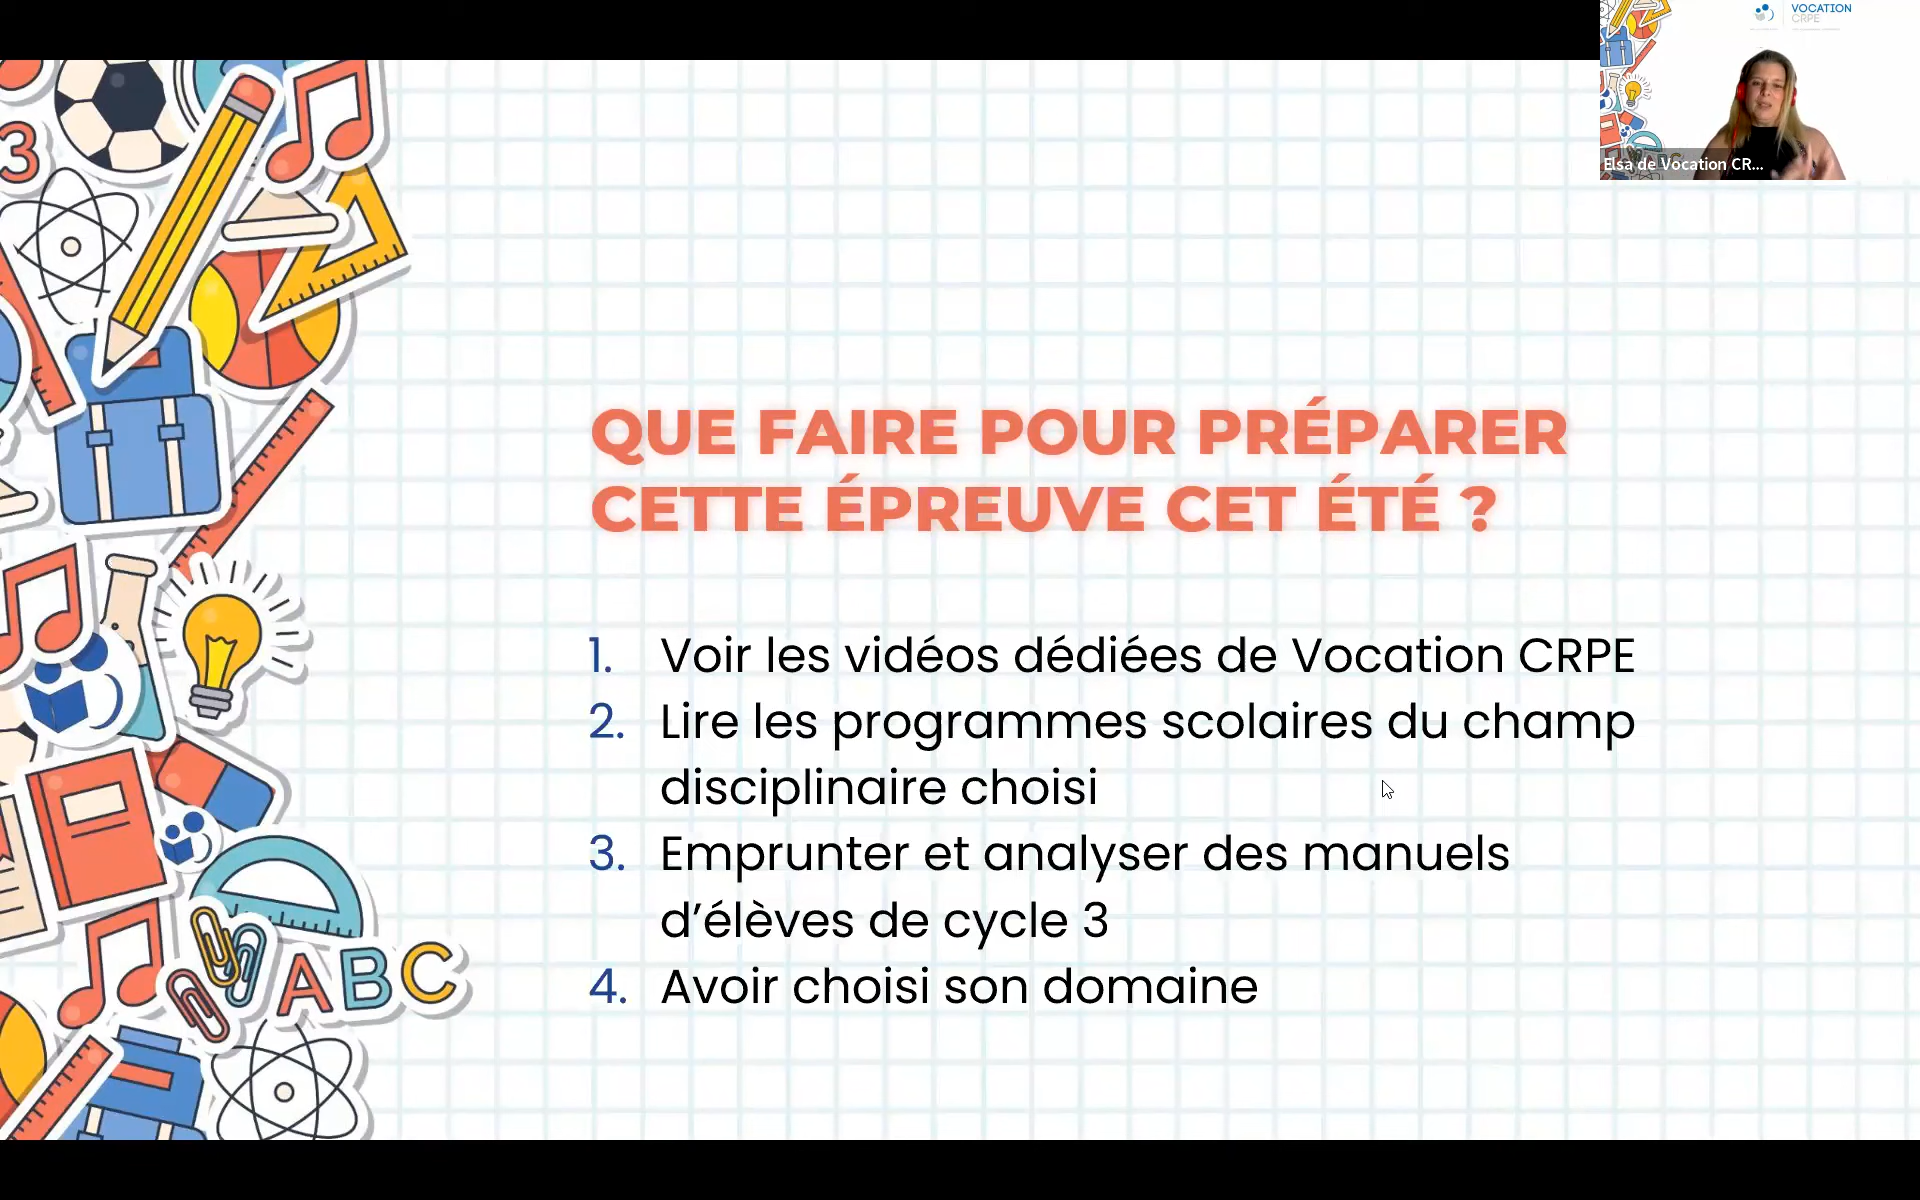 VOCATION
CRPE
Elsa de Vocation CR...
3
QUE FAIRE POUR PRÉPARER
CETTE ÉPREUVE CET ÉTÉ ?
1. Voir les vidéos dédiées de Vocation CRPE
2. Lire les programmes scolaires du champ
disciplinaire choisi
3. Emprunter et analyser des manuels
d’élèves de cycle 3
4. Avoir choisi son domaine
ABC